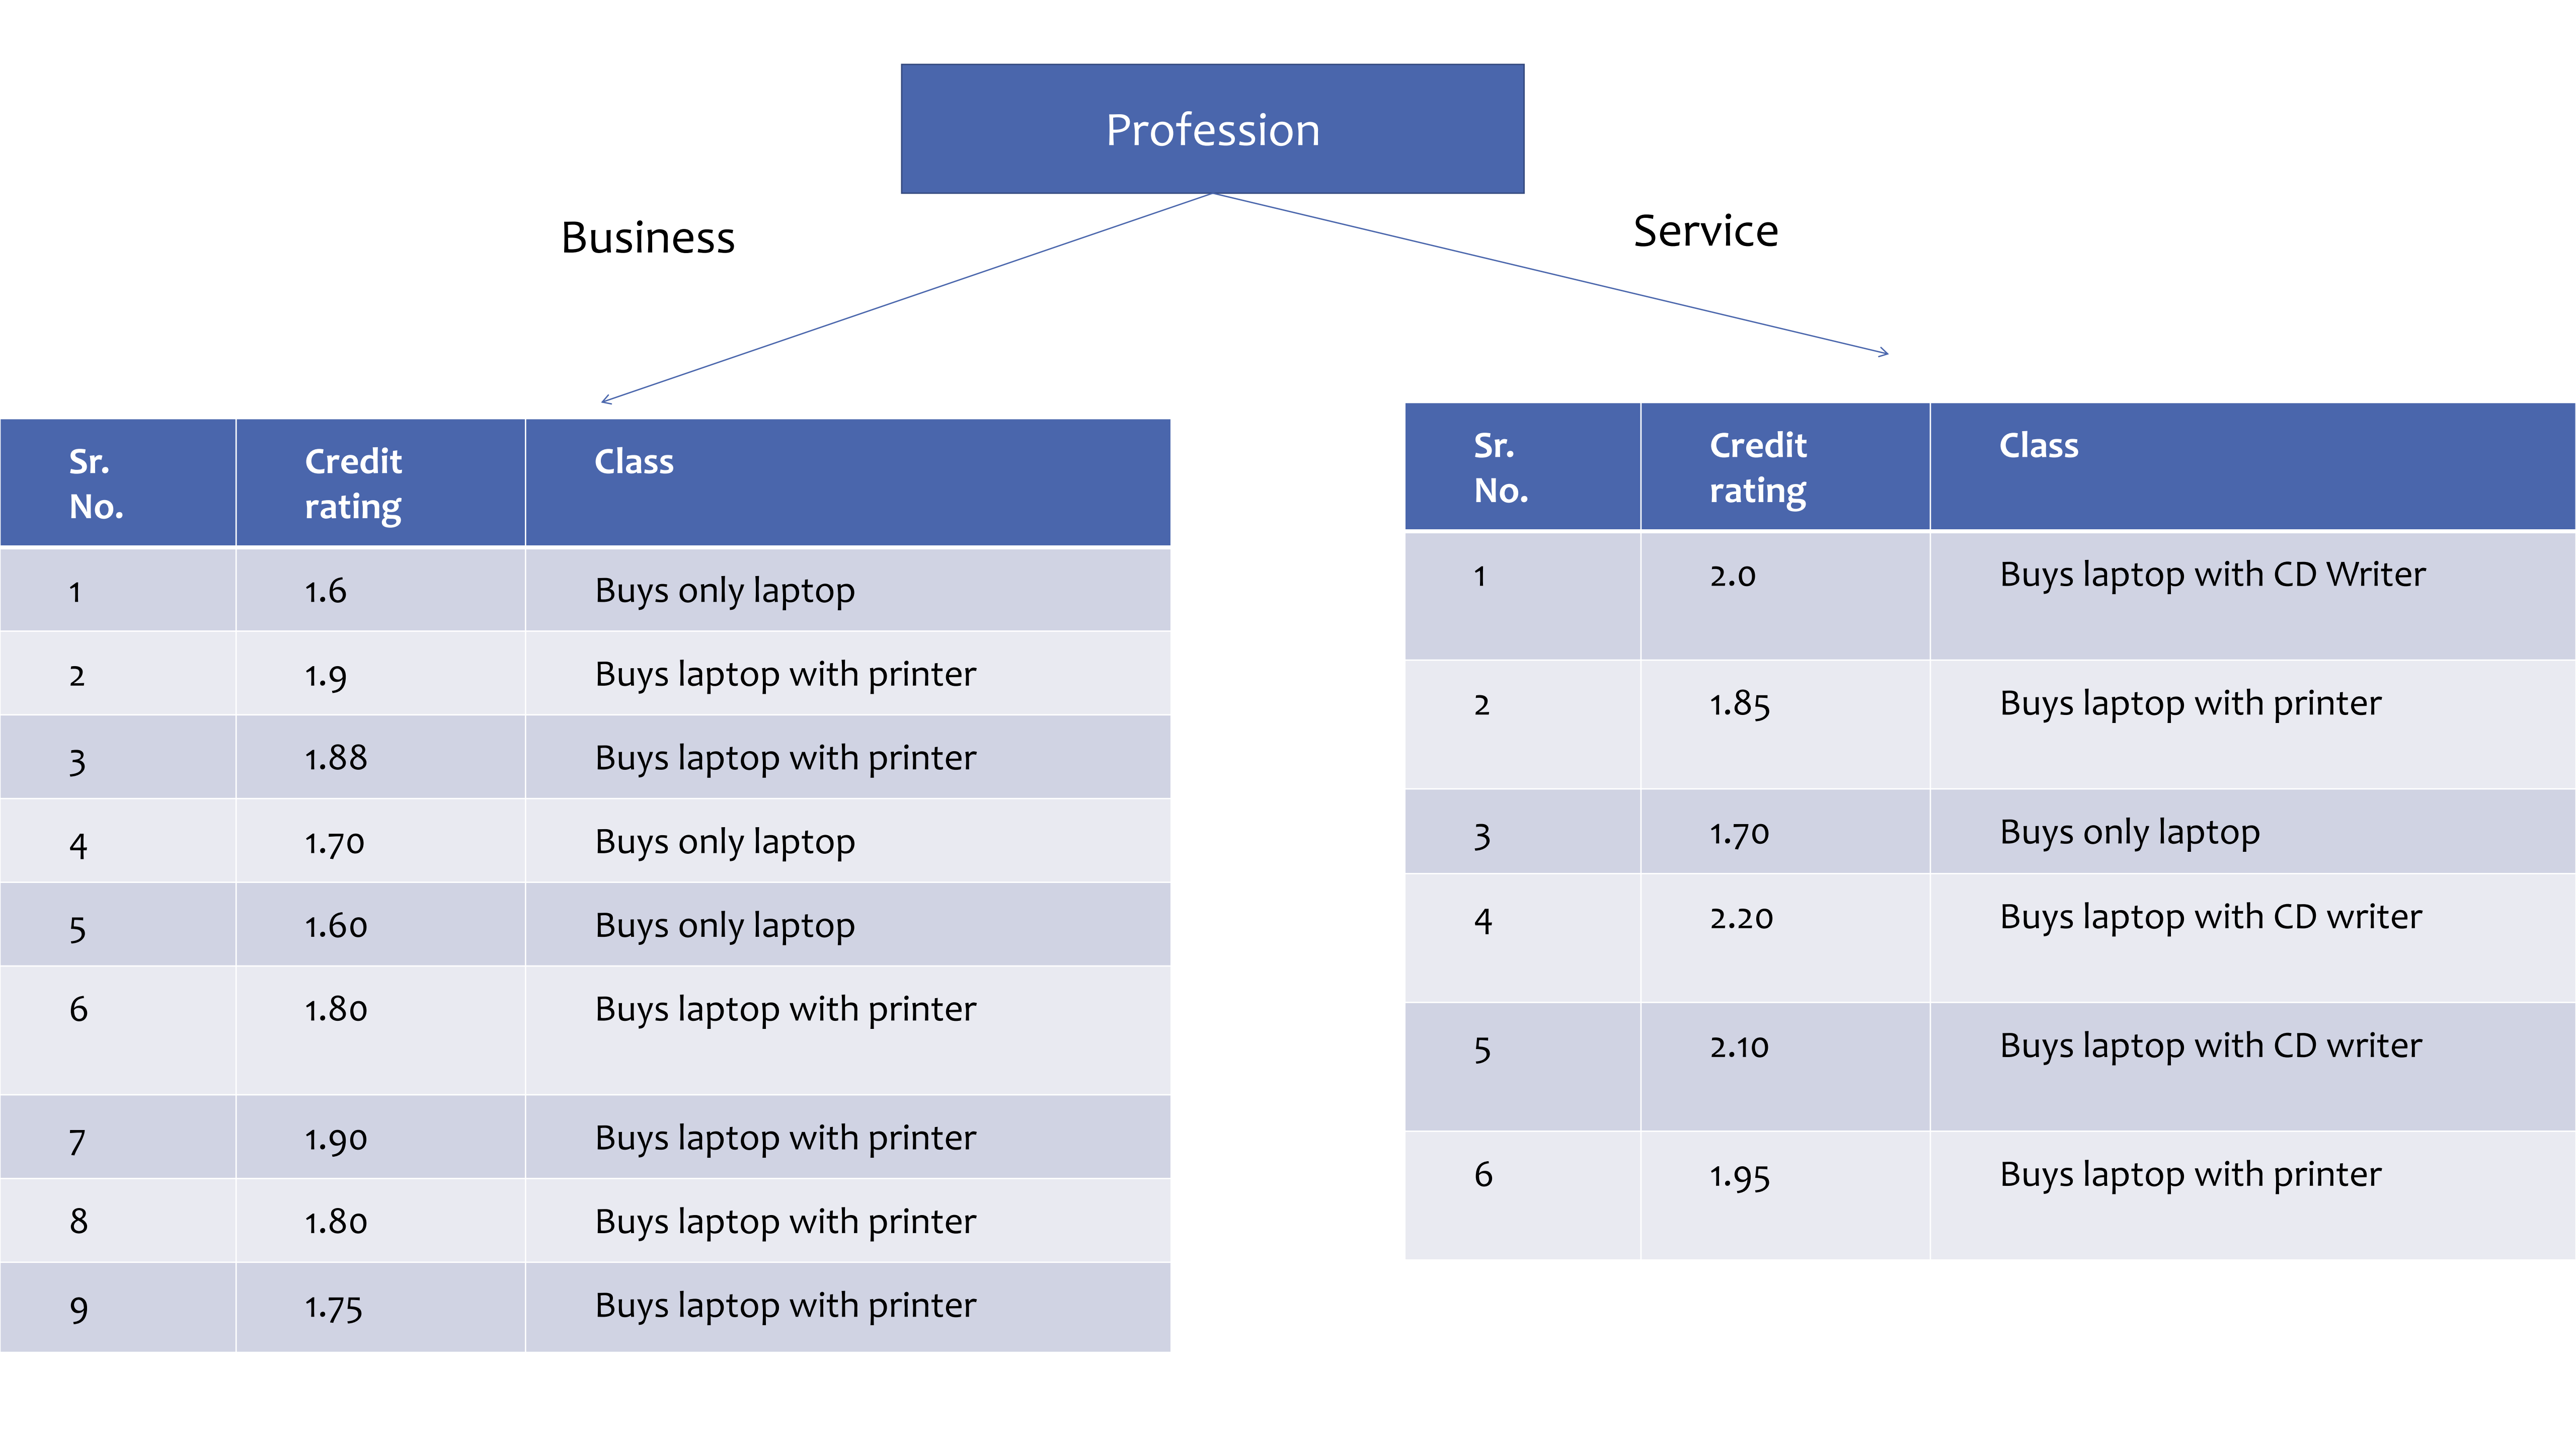 Profession
Business
Service
Sr. No. Credit rating Class
1 1.6 Buys only laptop
2 1.9 Buys laptop with printer
3 1.88 Buys laptop with printer
4 1.70 Buys only laptop
5 1.60 Buys only laptop
6 1.80 Buys laptop with printer
7 1.90 Buys laptop with printer
8 1.80 Buys laptop with printer
9 1.75 Buys laptop with printer
Sr. No. Credit rating Class
1 2.0 Buys laptop with CD Writer
2 1.85 Buys laptop with printer
3 1.70 Buys only laptop
4 2.20 Buys laptop with CD writer
5 2.10 Buys laptop with CD writer
6 1.95 Buys laptop with printer